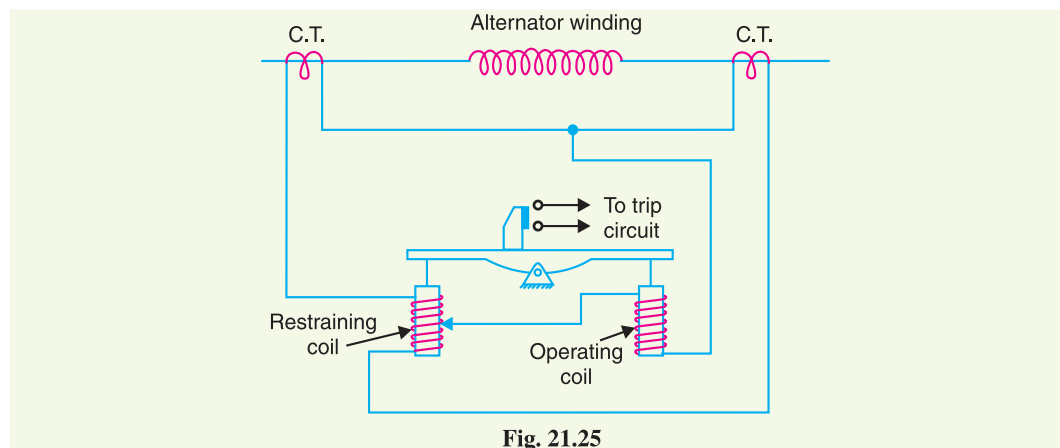 Alternator winding
C.T.
C.T.
To trip
circuit
Restraining
coil
Operating
coil
Fig. 21.25